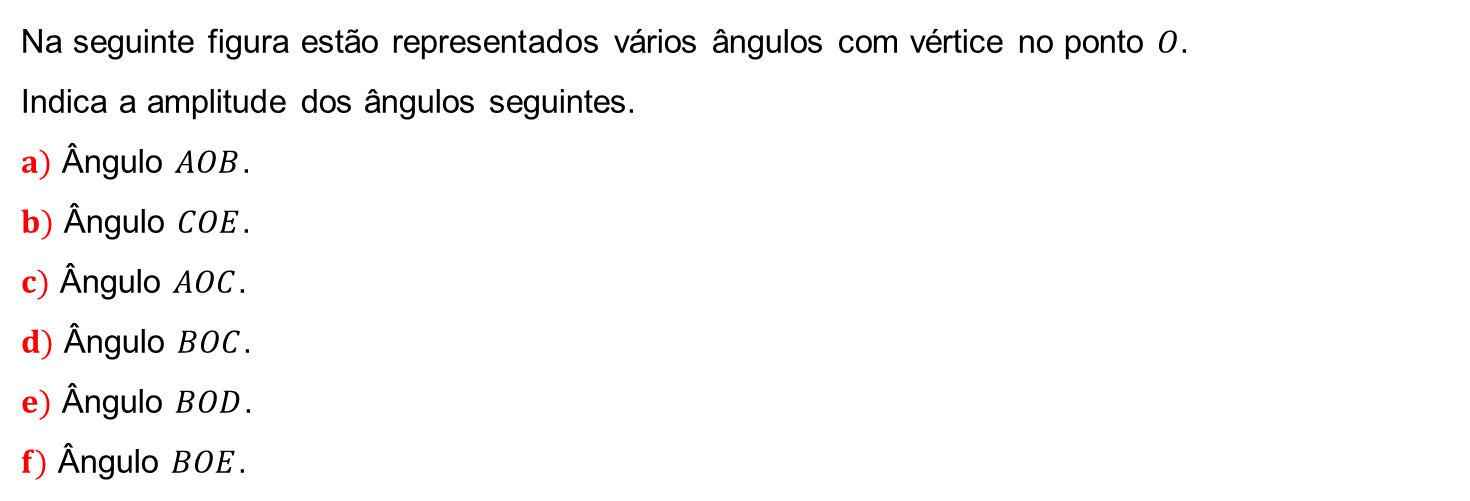 Na seguinte figura estão representados vários ângulos com vértice no ponto O.
Indica a amplitude dos ângulos seguintes.
a) Ângulo AOB.
b) Ângulo COE.
c) Ângulo AOC.
d) Ângulo BOC.
e) Ângulo BOD.
f) Ângulo BOE.